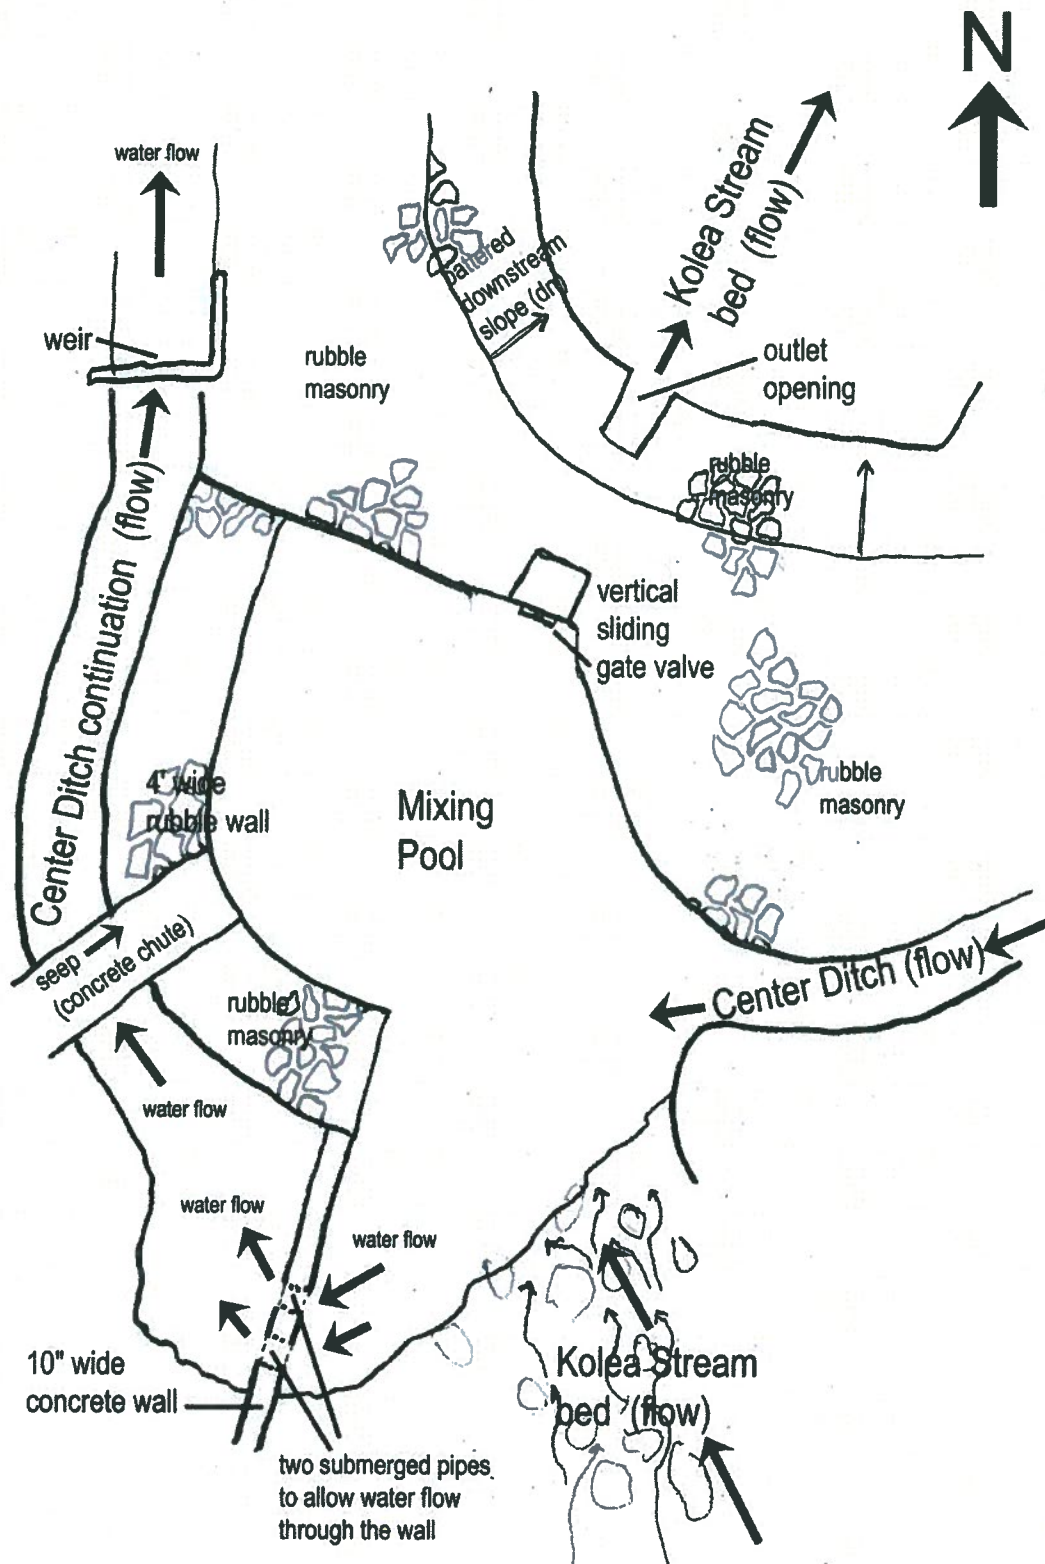 N
water flow
Kolea Stream
bed (flow)
battered
downstream
slope (dn)
weir
rubble
masonry
outlet
opening
rubble
masonry
Center Ditch continuation (flow)
vertical
sliding
gate valve
4' wide
rubble wall
Mixing
Pool
rubble
masonry
seep
(concrete chute)
Center Ditch (flow)
rubble
masonry
water flow
water flow
water flow
10" wide
concrete wall
Kolea Stream
bed (flow)
two submerged pipes
to allow water flow
through the wall